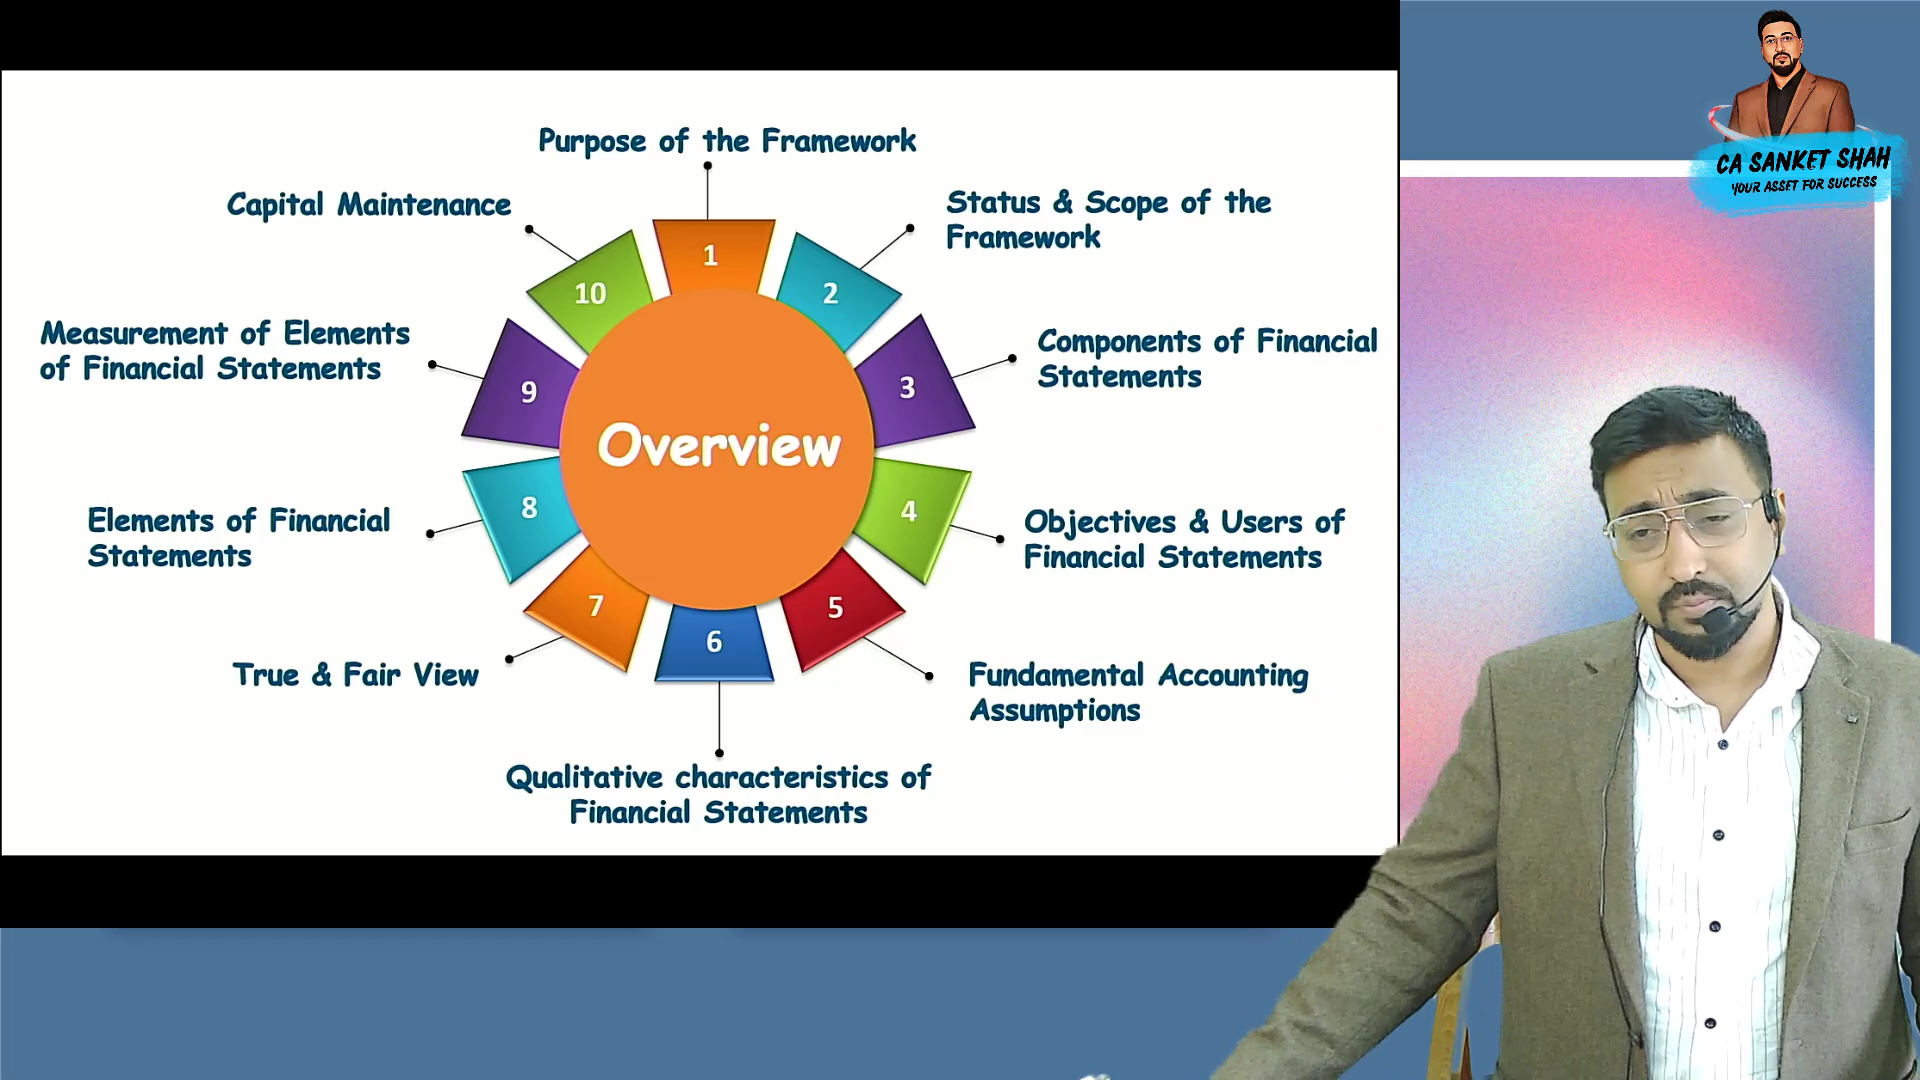 Purpose of the Framework
Capital Maintenance
Status & Scope of the
Framework
1
10
2
Measurement of Elements
of Financial Statements
Components of Financial
Statements
9
3
Overview
8
4
Elements of Financial
Statements
Objectives & Users of
Financial Statements
7
5
6
True & Fair View
Fundamental Accounting
Assumptions
Qualitative characteristics of
Financial Statements
CA SANKET SHAH
YOUR ASSET FOR SUCCESS